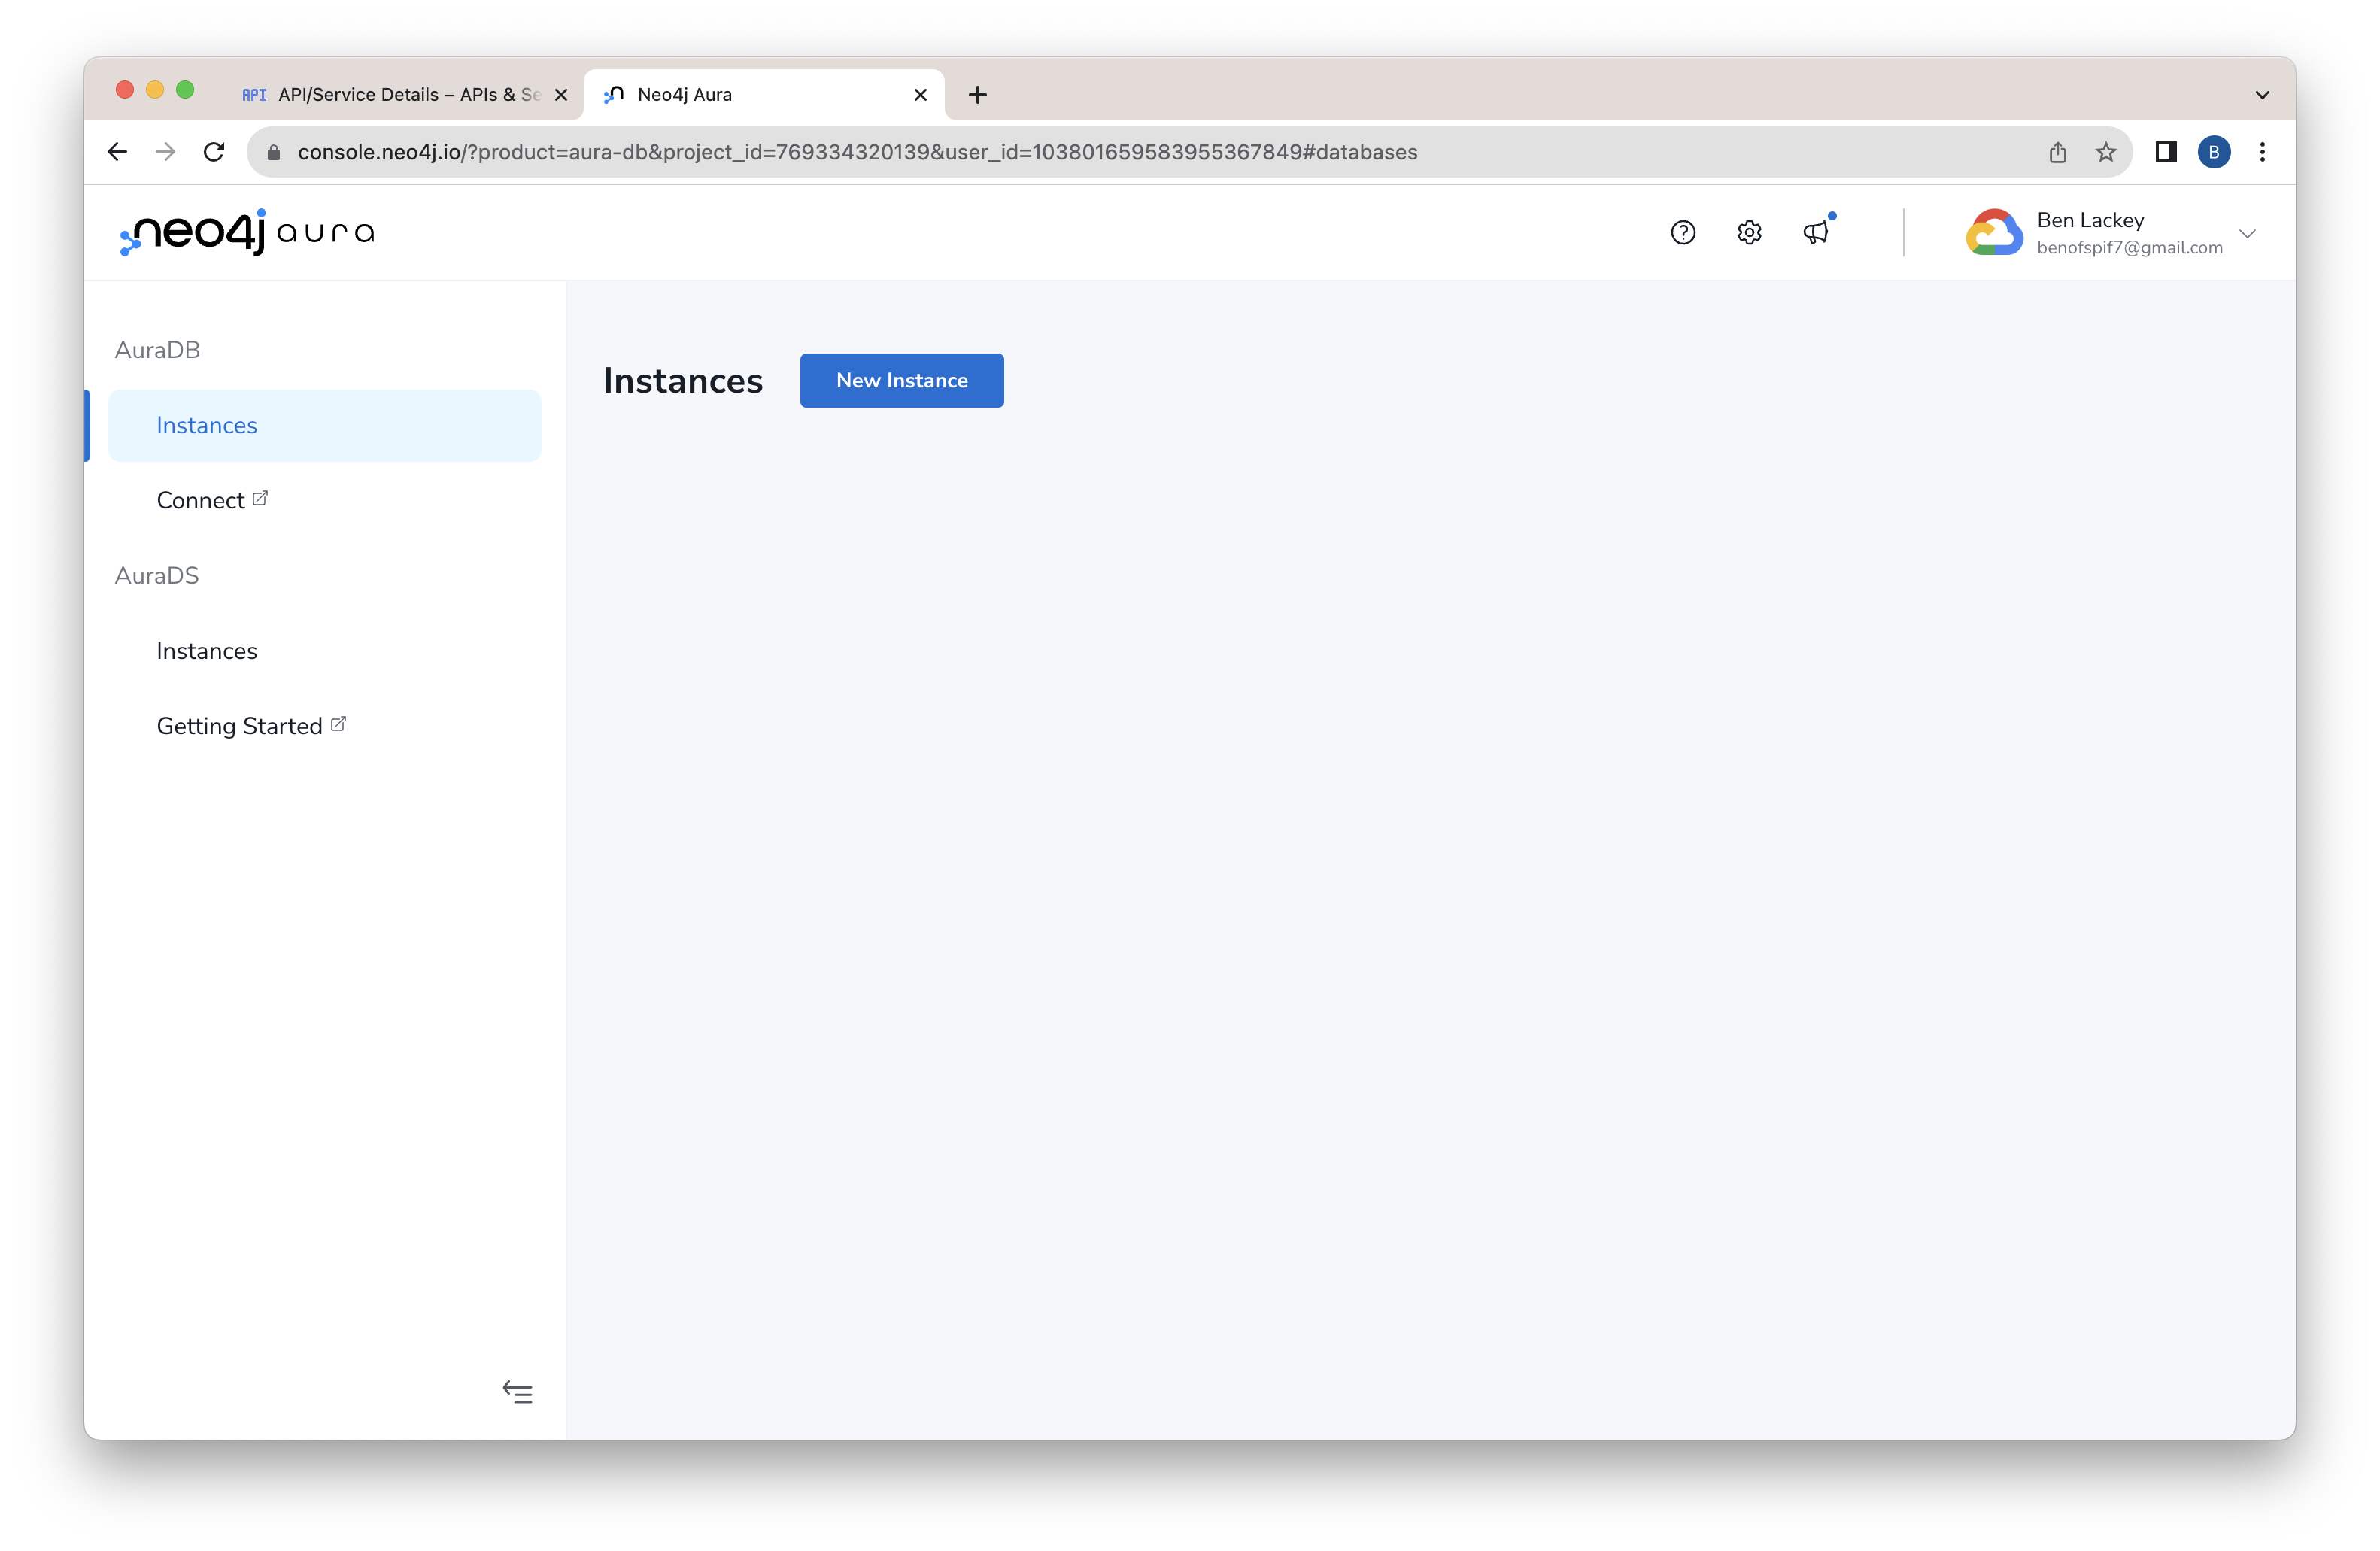 API API/Service Details – APIs & Se
Neo4j Aura
console.neo4j.io/?product=aura-db&project_id=769334320139&user_id=103801659583955367849#databases
B
neo4j aura
Ben Lackey
benofspif7@gmail.com
AuraDB
Instances
Connect
AuraDS
Instances
Getting Started
Instances
New Instance